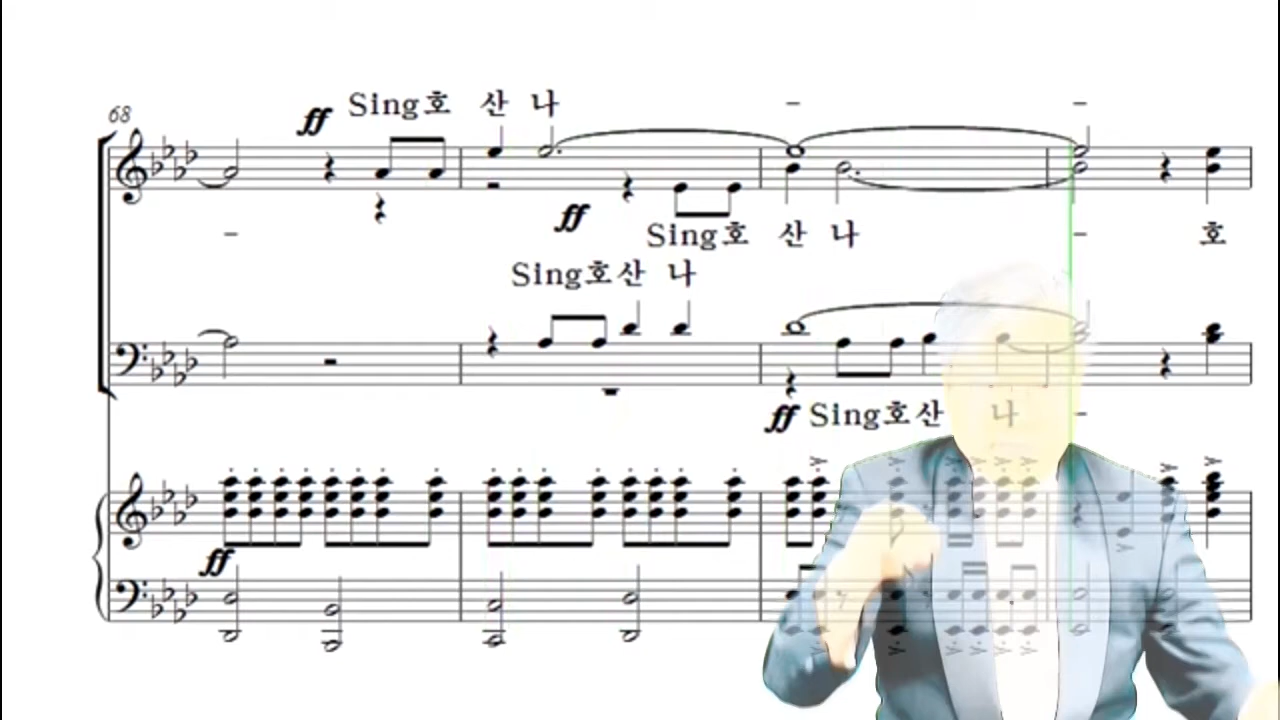 68
ff Sing호 산 나 - -
ff
- Sing호 산 나 - 호
Sing호산 나
ff Sing호산 나 -
ff